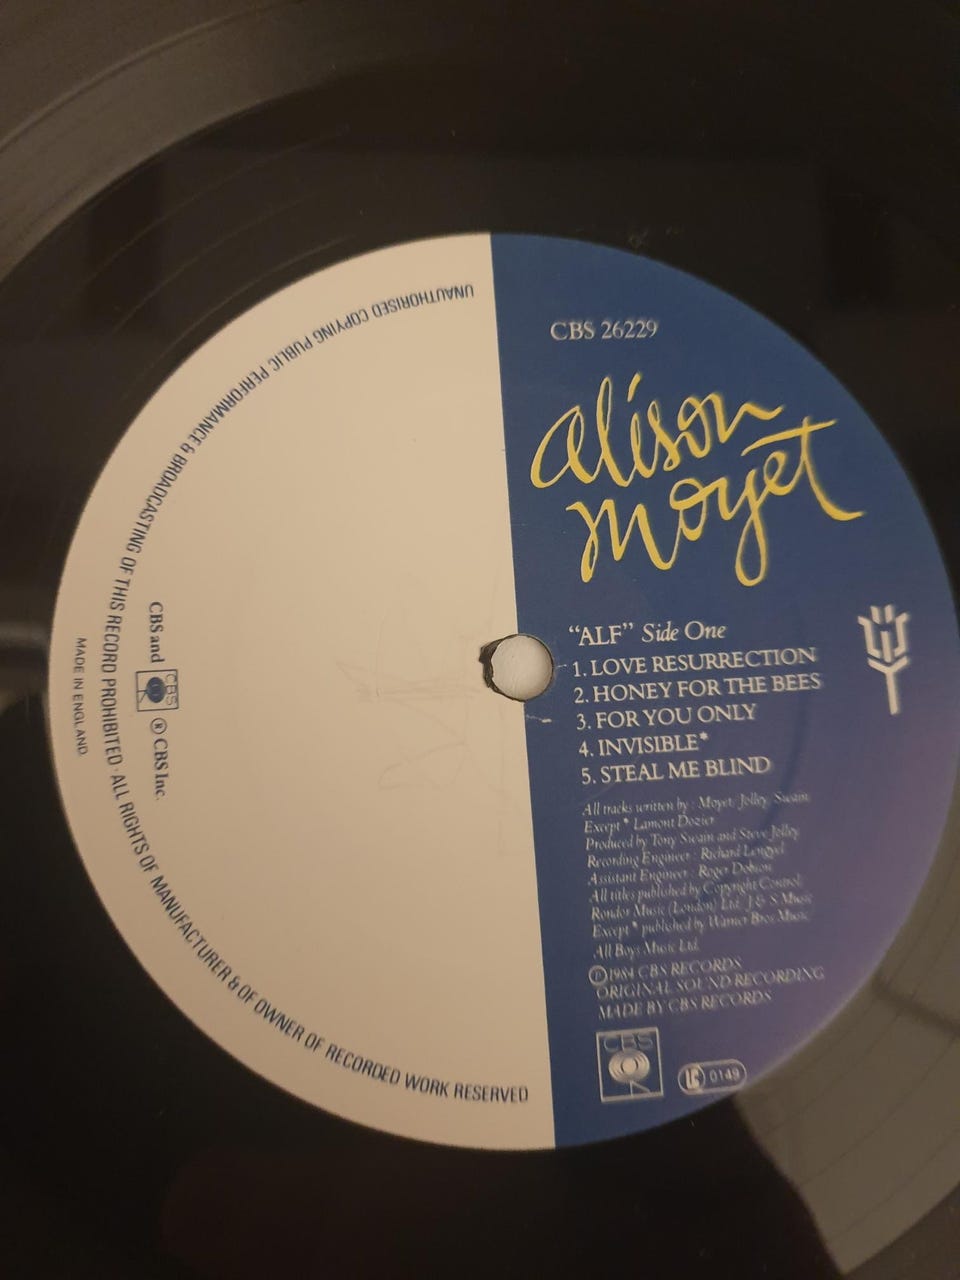 UNAUTHORISED COPYING PUBLIC PERFORMANCE & BROADCASTING OF THIS RECORD PROHIBITED · ALL RIGHTS OF MANUFACTURER & OF OWNER OF RECORDED WORK RESERVED
MADE IN ENGLAND.
CBS and CBS ® CBS Inc.
CBS 26229
alison
moyet
"ALF" Side One
1. LOVE RESURRECTION
2. HONEY FOR THE BEES
3. FOR YOU ONLY
4. INVISIBLE*
5. STEAL ME BLIND
All tracks written by : Moyet/Jolley/Swain
Except * Lamont Dozier
Produced by Tony Swain and Steve Jolley
Recording Engineer : Richard Lengyel
Assistant Engineer : Roger Dobson
All titles published by Copyright Control,
Rondor Music (London) Ltd. J & S Music
Except * published by Warner Bros Music
All Boys Music Ltd.
℗ 1984 CBS RECORDS
ORIGINAL SOUND RECORDING
MADE BY CBS RECORDS
CBS
LC 0149